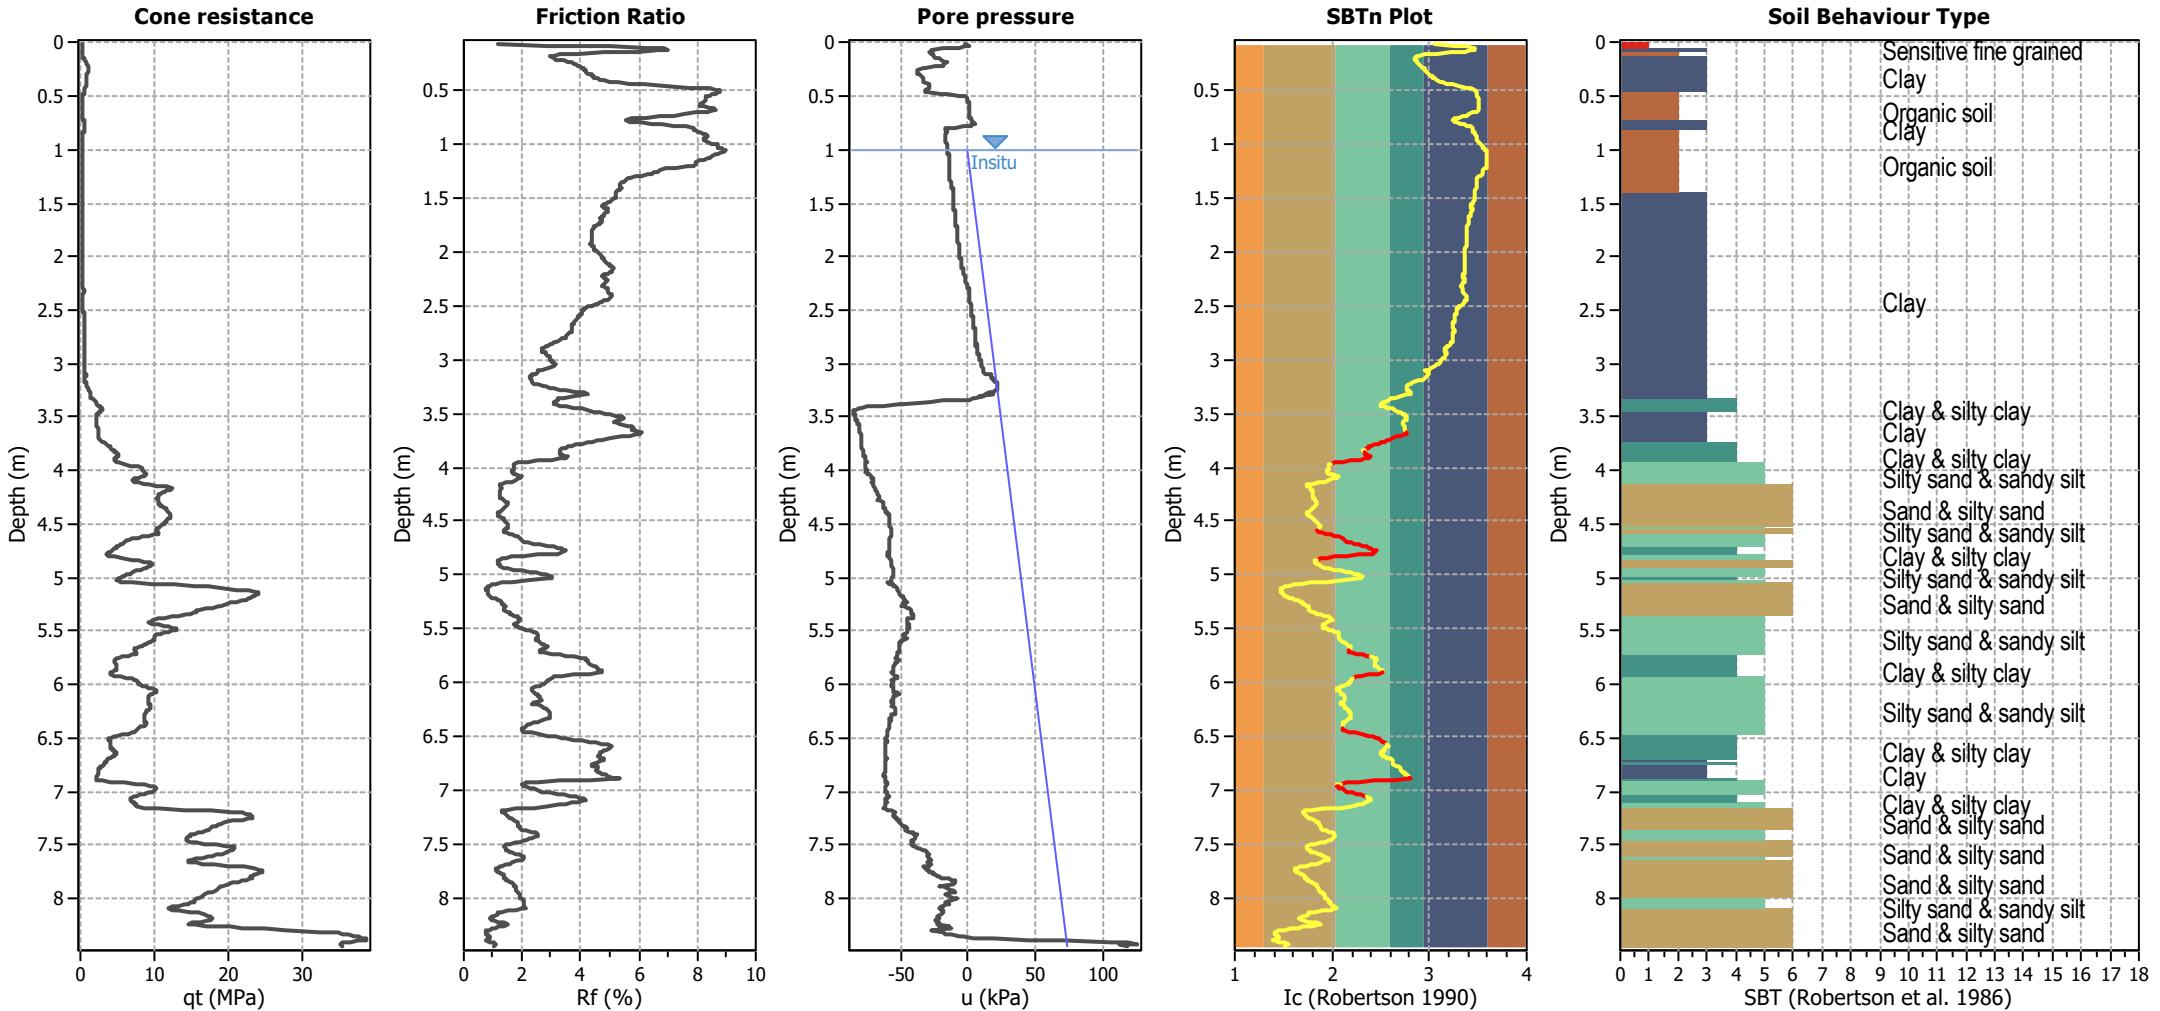 Cone resistance
Depth (m)
0
0.5
1
1.5
2
2.5
3
3.5
4
4.5
5
5.5
6
6.5
7
7.5
8
0 10 20 30
qt (MPa)
Friction Ratio
Depth (m)
0.5
1
1.5
2
2.5
3
3.5
4
4.5
5
5.5
6
6.5
7
7.5
8
0 2 4 6 8 10
Rf (%)
Pore pressure
Depth (m)
0
0.5
1
1.5
2
2.5
3
3.5
4
4.5
5
5.5
6
6.5
7
7.5
8
Insitu
-50 0 50 100
u (kPa)
SBTn Plot
Depth (m)
0.5
1
1.5
2
2.5
3
3.5
4
4.5
5
5.5
6
6.5
7
7.5
8
1 2 3 4
Ic (Robertson 1990)
Soil Behaviour Type
Depth (m)
0
0.5
1
1.5
2
2.5
3
3.5
4
4.5
5
5.5
6
6.5
7
7.5
8
Sensitive fine grained
Clay
Organic soil
Clay
Organic soil
Clay
Clay & silty clay
Clay
Clay & silty clay
Silty sand & sandy silt
Sand & silty sand
Silty sand & sandy silt
Clay & silty clay
Silty sand & sandy silt
Sand & silty sand
Silty sand & sandy silt
Clay & silty clay
Silty sand & sandy silt
Clay & silty clay
Clay
Clay & silty clay
Sand & silty sand
Sand & silty sand
Sand & silty sand
Silty sand & sandy silt
Sand & silty sand
0 1 2 3 4 5 6 7 8 9 10 11 12 13 14 15 16 17 18
SBT (Robertson et al. 1986)